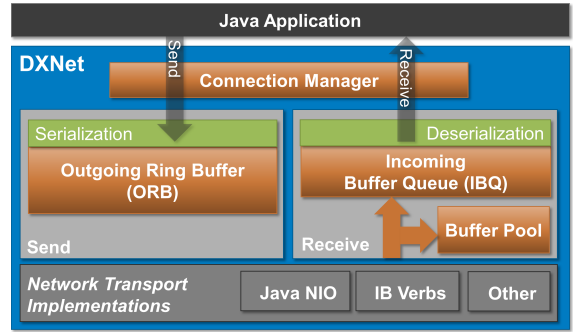 Java Application
DXNet
Send
Receive
Connection Manager
Serialization
Outgoing Ring Buffer
(ORB)
Send
Deserialization
Incoming
Buffer Queue (IBQ)
Buffer Pool
Receive
Network Transport
Implementations
Java NIO
IB Verbs
Other